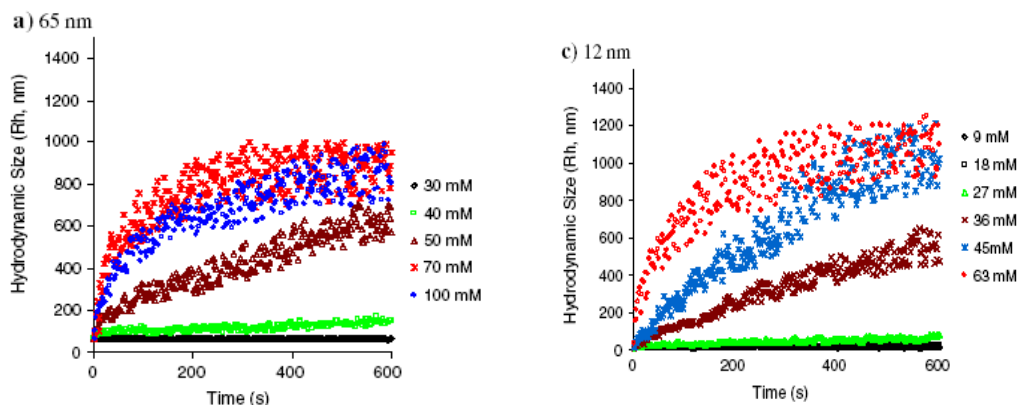 a) 65 nm
Hydrodynamic Size (Rh, nm)
1400
1200
1000
800
600
400
200
0
0 200 400 600
Time (s)
30 mM
40 mM
50 mM
70 mM
100 mM
c) 12 nm
Hydrodynamic Size (Rh, nm)
1400
1200
1000
800
600
400
200
0
0 200 400 600
Time (s)
9 mM
18 mM
27 mM
36 mM
45mM
63 mM